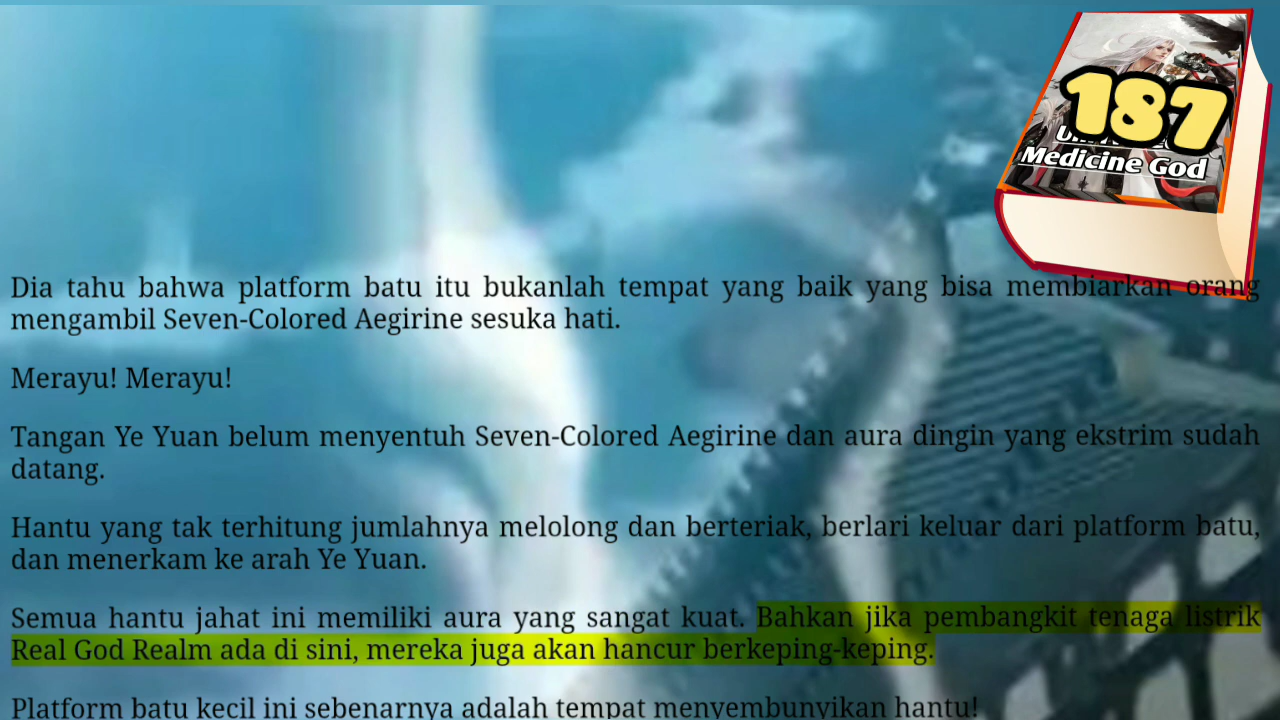 187
Medicine God
Dia tahu bahwa platform batu itu bukanlah tempat yang baik yang bisa membiarkan orang
mengambil Seven-Colored Aegirine sesuka hati.
Merayu! Merayu!
Tangan Ye Yuan belum menyentuh Seven-Colored Aegirine dan aura dingin yang ekstrim sudah
datang.
Hantu yang tak terhitung jumlahnya melolong dan berteriak, berlari keluar dari platform batu,
dan menerkam ke arah Ye Yuan.
Semua hantu jahat ini memiliki aura yang sangat kuat. Bahkan jika pembangkit tenaga listrik
Real God Realm ada di sini, mereka juga akan hancur berkeping-keping.
Platform batu kecil ini sebenarnya adalah tempat menyembunyikan hantu!